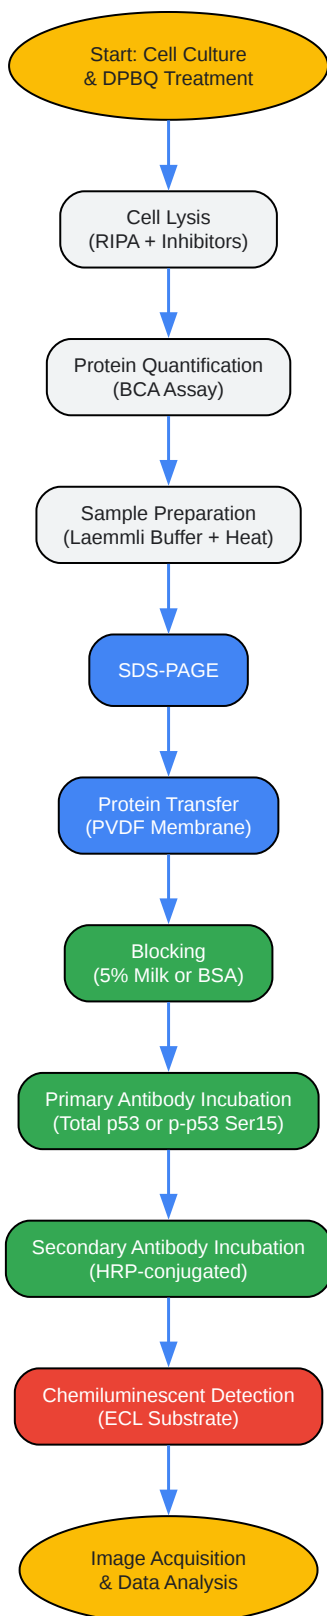 Start: Cell Culture
& DPBQ Treatment
Cell Lysis
(RIPA + Inhibitors)
Protein Quantification
(BCA Assay)
Sample Preparation
(Laemmli Buffer + Heat)
SDS-PAGE
Protein Transfer
(PVDF Membrane)
Blocking
(5% Milk or BSA)
Primary Antibody Incubation
(Total p53 or p-p53 Ser15)
Secondary Antibody Incubation
(HRP-conjugated)
Chemiluminescent Detection
(ECL Substrate)
Image Acquisition
& Data Analysis